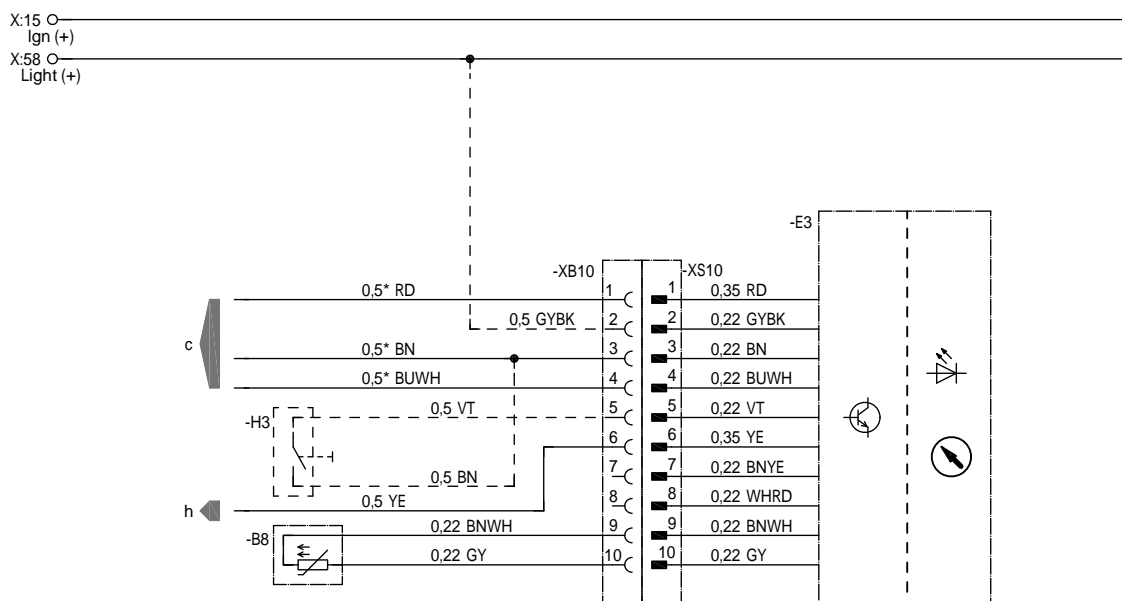 X:15
Ign (+)
X:58
Light (+)
-E3
-XB10 -XS10
0,5* RD 1 1 0,35 RD
0,5 GYBK 2 2 0,22 GYBK
c
0,5* BN 3 3 0,22 BN
0,5* BUWH 4 4 0,22 BUWH
-H3
0,5 VT 5 5 0,22 VT
6 6 0,35 YE
0,5 BN 7 7 0,22 BNYE
h
0,5 YE 8 8 0,22 WHRD
-B8
0,22 BNWH 9 9 0,22 BNWH
0,22 GY 10 10 0,22 GY